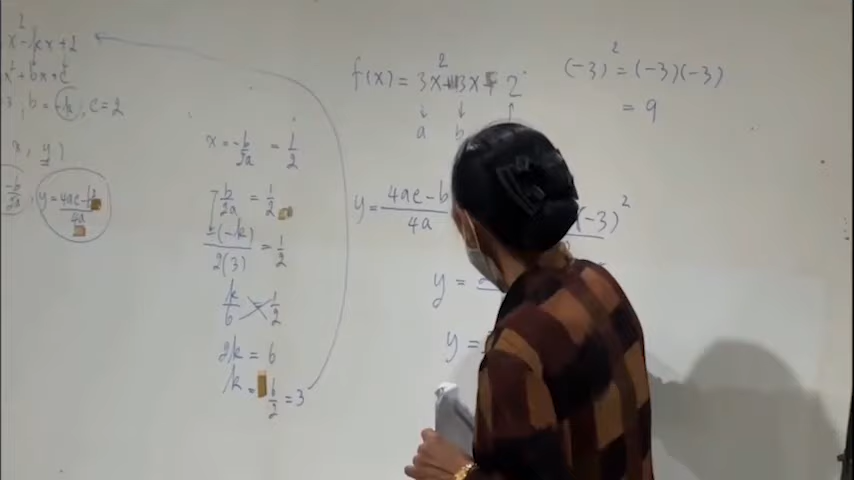 x² - kx + 2
x² + bx + c
b = -k, c = 2
x, y)
-b/2a, y = 4ac - b/4a
x = -b/2a = 1/2
-b/2a = 1/2
-(-k)/2(3) = 1/2
k/6 = 1/2
2k = 6
k = 6/2 = 3
f(x) = 3x² - 3x + 2
a b
y = 4ac - b/4a
(-3)²
y =
y =
(-3)² = (-3)(-3)
= 9